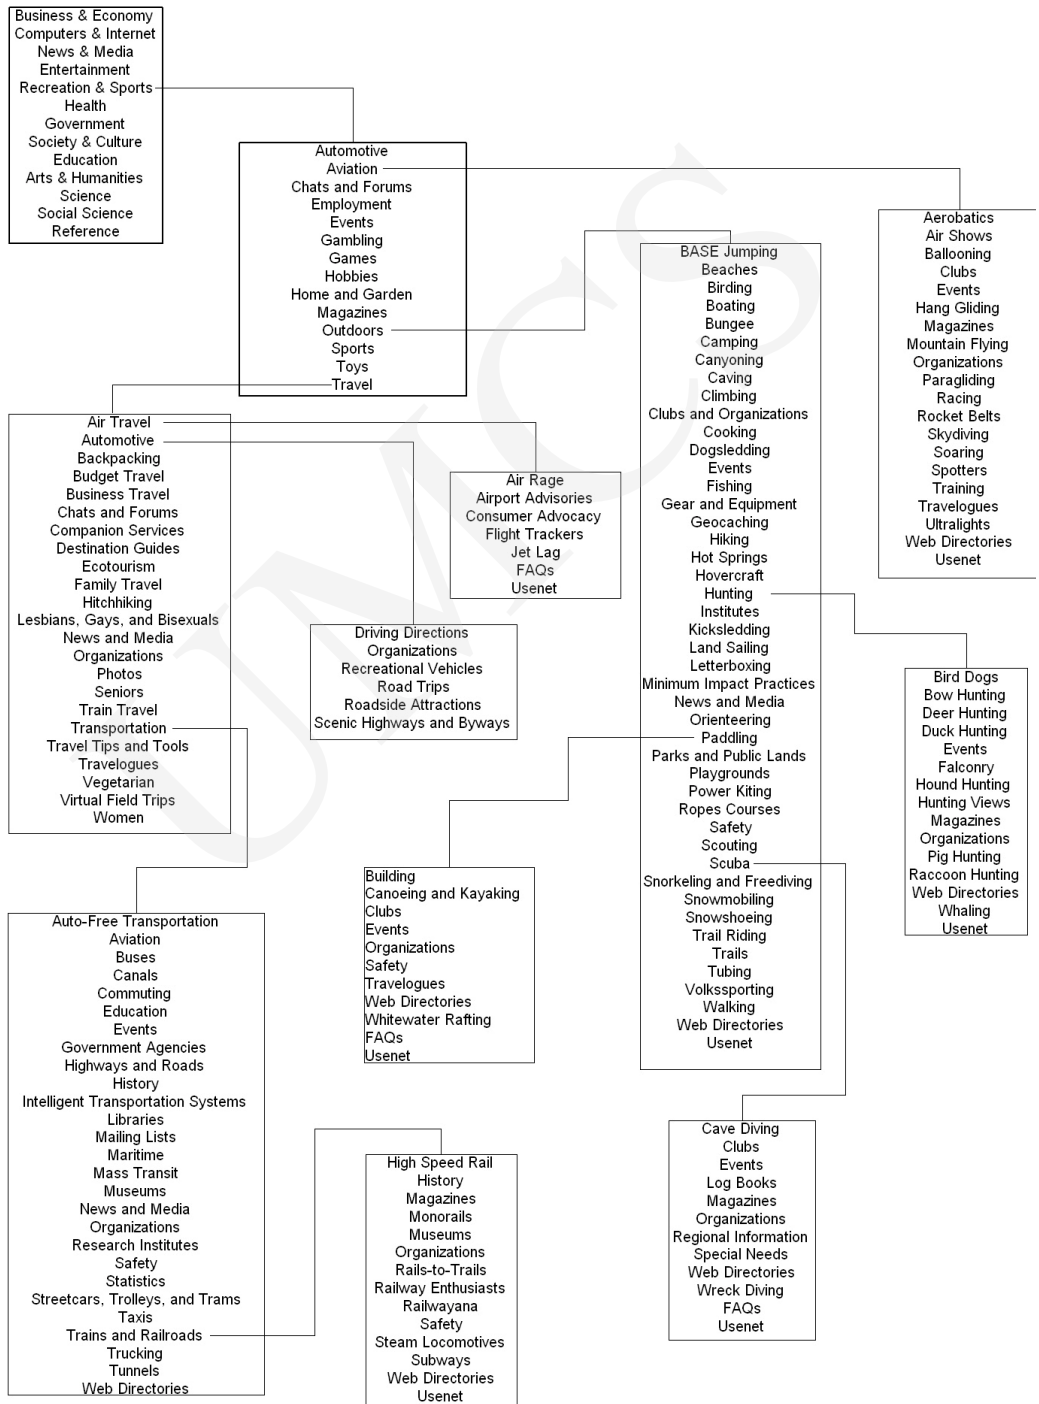 Business & Economy
Computers & Internet
News & Media
Entertainment
Recreation & Sports
Health
Government
Society & Culture
Education
Arts & Humanities
Science
Social Science
Reference
Automotive
Aviation
Chats and Forums
Employment
Events
Gambling
Games
Hobbies
Home and Garden
Magazines
Outdoors
Sports
Toys
Travel
Aerobatics
Air Shows
Ballooning
Clubs
Events
Hang Gliding
Magazines
Mountain Flying
Organizations
Paragliding
Racing
Rocket Belts
Skydiving
Soaring
Spotters
Training
Travelogues
Ultralights
Web Directories
Usenet
BASE Jumping
Beaches
Birding
Boating
Bungee
Camping
Canyoning
Caving
Climbing
Clubs and Organizations
Cooking
Dogsledding
Events
Fishing
Gear and Equipment
Geocaching
Hiking
Hot Springs
Hovercraft
Hunting
Institutes
Kicksledding
Land Sailing
Letterboxing
Minimum Impact Practices
News and Media
Orienteering
Paddling
Parks and Public Lands
Playgrounds
Power Kiting
Ropes Courses
Safety
Scouting
Scuba
Snorkeling and Freediving
Snowmobiling
Snowshoeing
Trail Riding
Trails
Tubing
Volkssporting
Walking
Web Directories
Usenet
Air Travel
Automotive
Backpacking
Budget Travel
Business Travel
Chats and Forums
Companion Services
Destination Guides
Ecotourism
Family Travel
Hitchhiking
Lesbians, Gays, and Bisexuals
News and Media
Organizations
Photos
Seniors
Train Travel
Transportation
Travel Tips and Tools
Travelogues
Vegetarian
Virtual Field Trips
Women
Air Rage
Airport Advisories
Consumer Advocacy
Flight Trackers
Jet Lag
FAQs
Usenet
Driving Directions
Organizations
Recreational Vehicles
Road Trips
Roadside Attractions
Scenic Highways and Byways
Bird Dogs
Bow Hunting
Deer Hunting
Duck Hunting
Events
Falconry
Hound Hunting
Hunting Views
Magazines
Organizations
Pig Hunting
Raccoon Hunting
Web Directories
Whaling
Usenet
Building
Canoeing and Kayaking
Clubs
Events
Organizations
Safety
Travelogues
Web Directories
Whitewater Rafting
FAQs
Usenet
Auto-Free Transportation
Aviation
Buses
Canals
Commuting
Education
Events
Government Agencies
Highways and Roads
History
Intelligent Transportation Systems
Libraries
Mailing Lists
Maritime
Mass Transit
Museums
News and Media
Organizations
Research Institutes
Safety
Statistics
Streetcars, Trolleys, and Trams
Taxis
Trains and Railroads
Trucking
Tunnels
Web Directories
High Speed Rail
History
Magazines
Monorails
Museums
Organizations
Rails-to-Trails
Railway Enthusiasts
Railwayana
Safety
Steam Locomotives
Subways
Web Directories
Usenet
Cave Diving
Clubs
Events
Log Books
Magazines
Organizations
Regional Information
Special Needs
Web Directories
Wreck Diving
FAQs
Usenet
UMCS